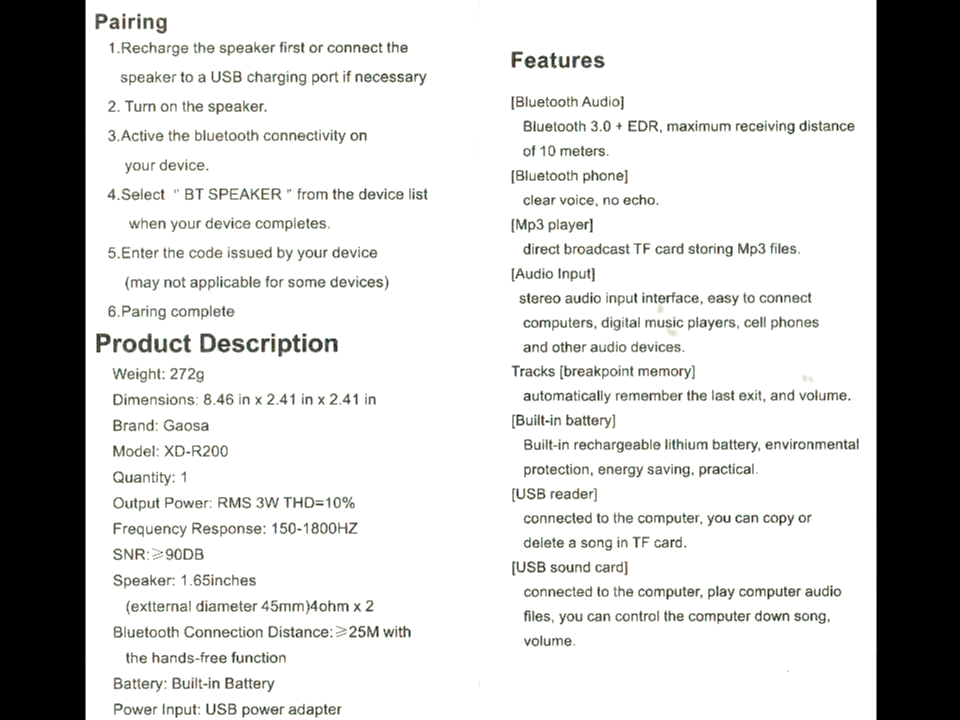 Pairing
1.Recharge the speaker first or connect the
speaker to a USB charging port if necessary
2. Turn on the speaker.
3.Active the bluetooth connectivity on
your device.
4.Select " BT SPEAKER " from the device list
when your device completes.
5.Enter the code issued by your device
(may not applicable for some devices)
6.Paring complete
Product Description
Weight: 272g
Dimensions: 8.46 in x 2.41 in x 2.41 in
Brand: Gaosa
Model: XD-R200
Quantity: 1
Output Power: RMS 3W THD=10%
Frequency Response: 150-1800HZ
SNR:≥90DB
Speaker: 1.65inches
(extternal diameter 45mm)4ohm x 2
Bluetooth Connection Distance:≥25M with
the hands-free function
Battery: Built-in Battery
Power Input: USB power adapter
Features
[Bluetooth Audio]
Bluetooth 3.0 + EDR, maximum receiving distance
of 10 meters.
[Bluetooth phone]
clear voice, no echo.
[Mp3 player]
direct broadcast TF card storing Mp3 files.
[Audio Input]
stereo audio input interface, easy to connect
computers, digital music players, cell phones
and other audio devices.
Tracks [breakpoint memory]
automatically remember the last exit, and volume.
[Built-in battery]
Built-in rechargeable lithium battery, environmental
protection, energy saving, practical.
[USB reader]
connected to the computer, you can copy or
delete a song in TF card.
[USB sound card]
connected to the computer, play computer audio
files, you can control the computer down song,
volume.